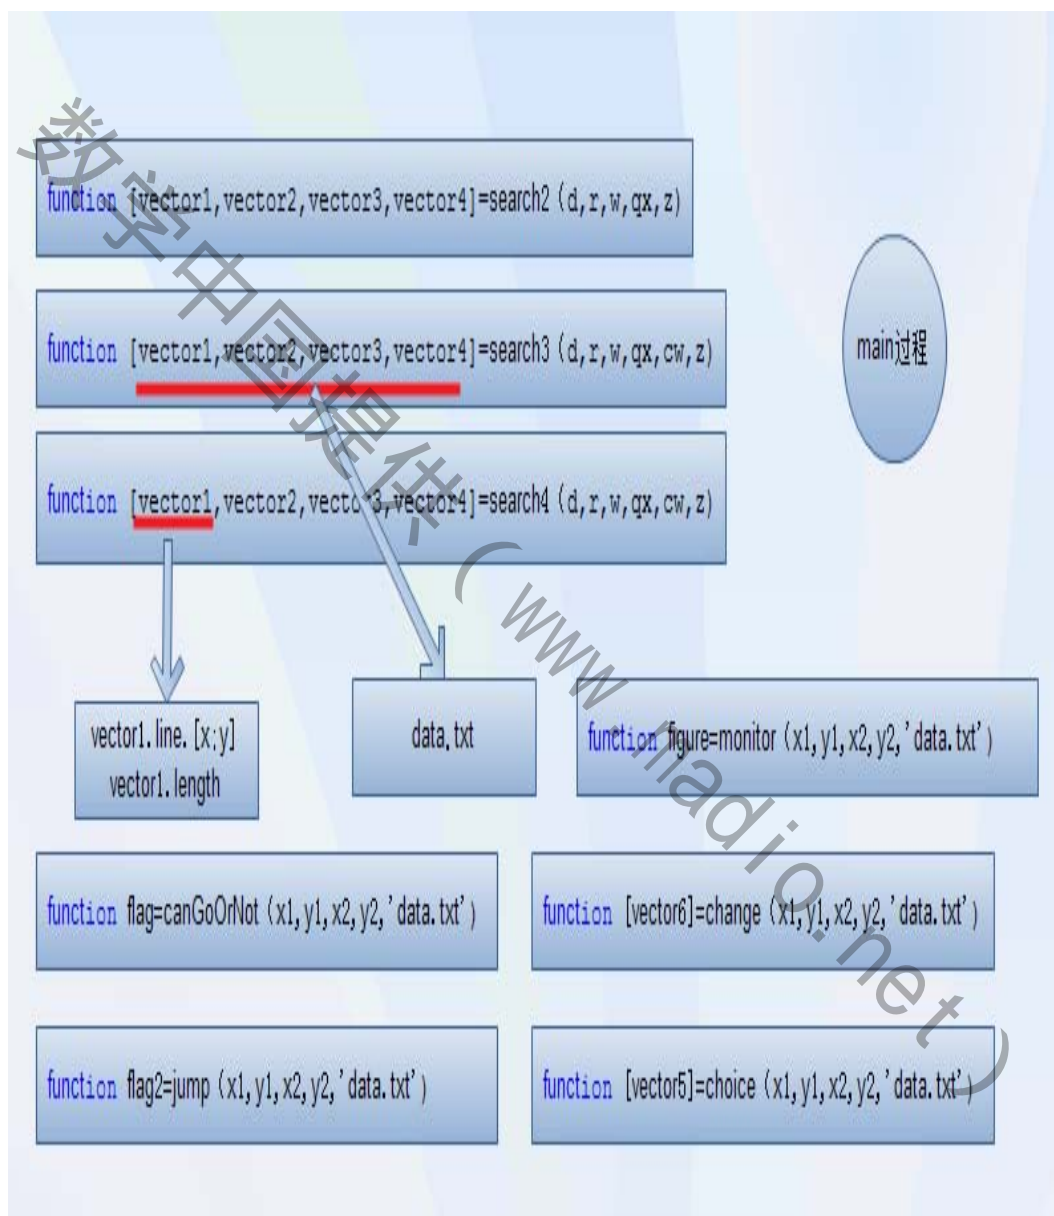 function [vector1,vector2,vector3,vector4]=search2(d,r,w,qx,z)
function [vector1,vector2,vector3,vector4]=search3(d,r,w,qx,cw,z)
main过程
function [vector1,vector2,vector3,vector4]=search4(d,r,w,qx,cw,z)
vector1.line.[x;y]
vector1.length
data.txt
function figure=monitor(x1,y1,x2,y2,'data.txt')
function flag=canGoOrNot(x1,y1,x2,y2,'data.txt')
function [vector6]=change(x1,y1,x2,y2,'data.txt')
function flag2=jump(x1,y1,x2,y2,'data.txt')
function [vector5]=choice(x1,y1,x2,y2,'data.txt')
数学中国提供(www.madio.net)